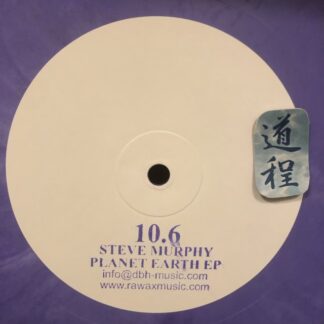 道程
10.6
STEVE MURPHY
PLANET EARTH EP
info@dbh-music.com
www.rawaxmusic.com